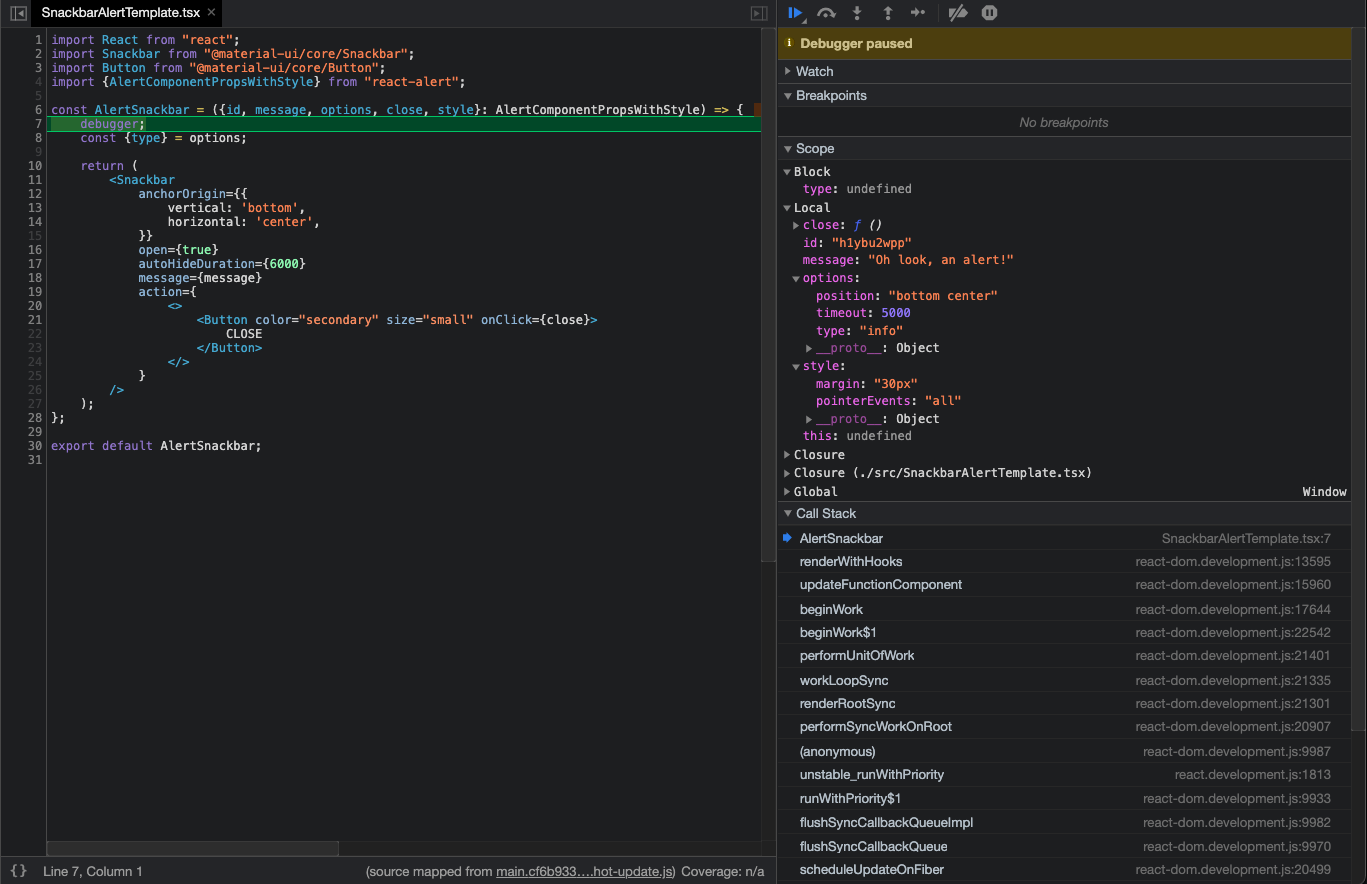 SnackbarAlertTemplate.tsx ×
1 import React from "react";
2 import Snackbar from "@material-ui/core/Snackbar";
3 import Button from "@material-ui/core/Button";
4 import {AlertComponentPropsWithStyle} from "react-alert";
5
6 const AlertSnackbar = ({id, message, options, close, style}: AlertComponentPropsWithStyle) => {
7     debugger;
8     const {type} = options;
9
10     return (
11         <Snackbar
12             anchorOrigin={{
13                 vertical: 'bottom',
14                 horizontal: 'center',
15             }}
16             open={true}
17             autoHideDuration={6000}
18             message={message}
19             action={
20                 <>
21                     <Button color="secondary" size="small" onClick={close}>
22                         CLOSE
23                     </Button>
24                 </>
25             }
26         />
27     );
28 };
29
30 export default AlertSnackbar;
31
{} Line 7, Column 1 (source mapped from main.cf6b933….hot-update.js) Coverage: n/a
i Debugger paused
Watch
Breakpoints
No breakpoints
Scope
Block
type: undefined
Local
close: ƒ ()
id: "h1ybu2wpp"
message: "Oh look, an alert!"
options:
position: "bottom center"
timeout: 5000
type: "info"
__proto__: Object
style:
margin: "30px"
pointerEvents: "all"
__proto__: Object
this: undefined
Closure
Closure (./src/SnackbarAlertTemplate.tsx)
Global Window
Call Stack
AlertSnackbar SnackbarAlertTemplate.tsx:7
renderWithHooks react-dom.development.js:13595
updateFunctionComponent react-dom.development.js:15960
beginWork react-dom.development.js:17644
beginWork$1 react-dom.development.js:22542
performUnitOfWork react-dom.development.js:21401
workLoopSync react-dom.development.js:21335
renderRootSync react-dom.development.js:21301
performSyncWorkOnRoot react-dom.development.js:20907
(anonymous) react-dom.development.js:9987
unstable_runWithPriority react.development.js:1813
runWithPriority$1 react-dom.development.js:9933
flushSyncCallbackQueueImpl react-dom.development.js:9982
flushSyncCallbackQueue react-dom.development.js:9970
scheduleUpdateOnFiber react-dom.development.js:20499